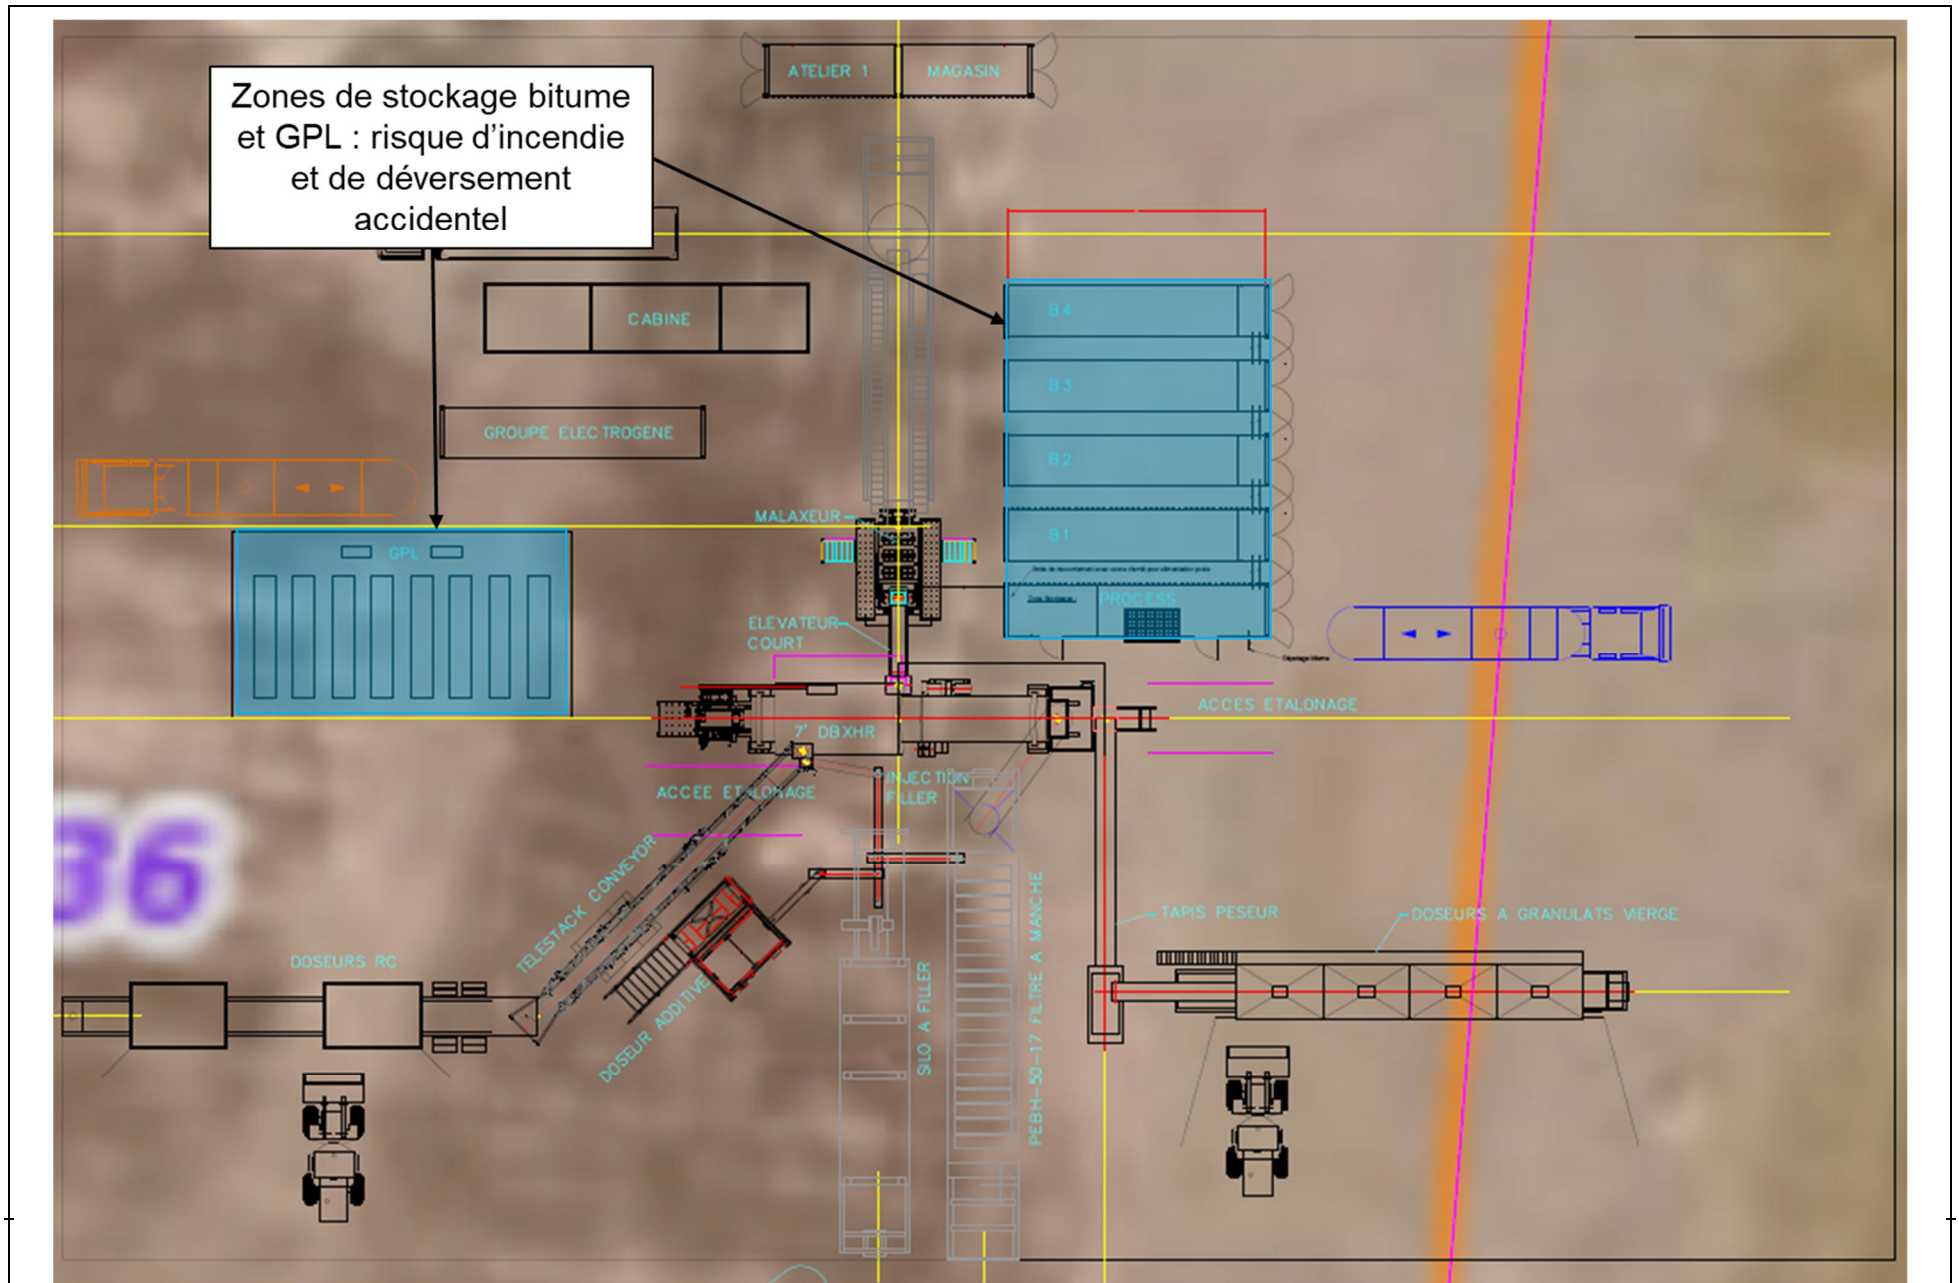 ATELIER 1
MAGASIN
Zones de stockage bitume
et GPL : risque d’incendie
et de déversement
accidentel
CABINE
B4
B3
GROUPE ELECTROGENE
B2
MALAXEUR
B1
GPL
PROCESS
ELEVATEUR
COURT
ACCES ETALONAGE
7' DBXHR
INJECTION
FILLER
ACCEE ETALONAGE
36
TELESTACK CONVEYOR
TAPIS PESEUR
DOSEURS A GRANULATS VIERGE
DOSEURS RC
DOSEUR ADDITIVE
SILO A FILLER
PEBH-50-17 FILTRE A MANCHE